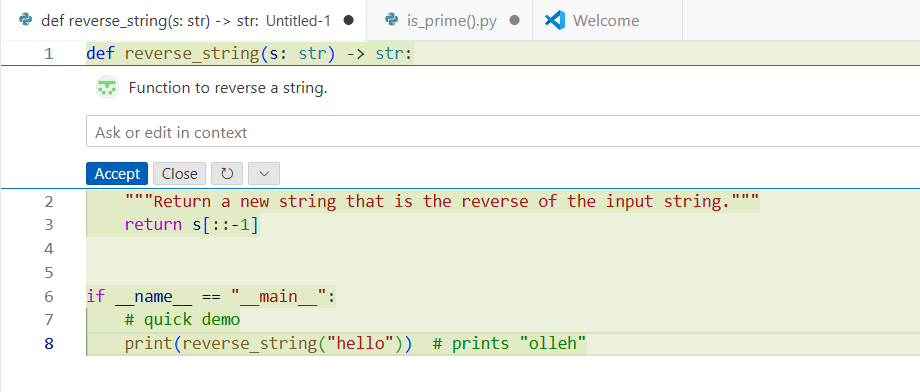 def reverse_string(s: str) -> str: Untitled-1 is_prime().py Welcome
1 def reverse_string(s: str) -> str:
Function to reverse a string.
Ask or edit in context
Accept Close
2 """Return a new string that is the reverse of the input string."""
3 return s[::-1]
4
5
6 if __name__ == "__main__":
7 # quick demo
8 print(reverse_string("hello")) # prints "olleh"